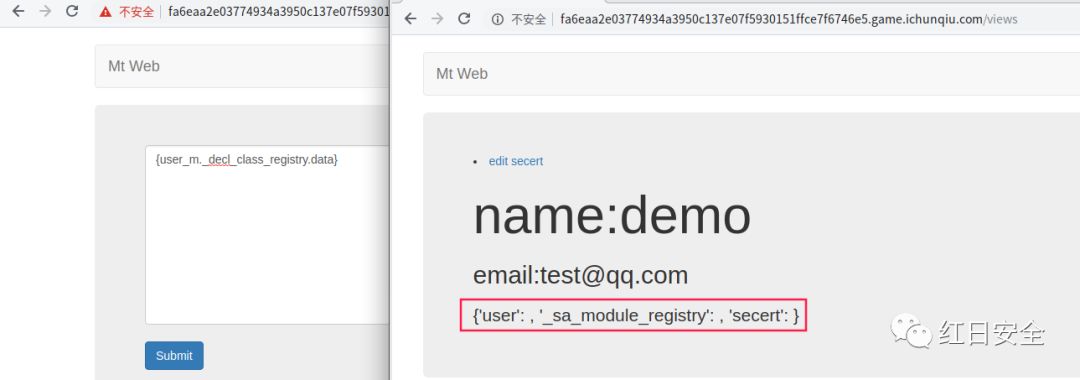 不安全 fa6eaa2e03774934a3950c137e07f59301
Mt Web
{user_m._decl_class_registry.data}
Submit
不安全 fa6eaa2e03774934a3950c137e07f5930151ffce7f6746e5.game.ichunqiu.com/views
Mt Web
edit secert
name:demo
email:test@qq.com
{'user': , '_sa_module_registry': , 'secert': }
红日安全